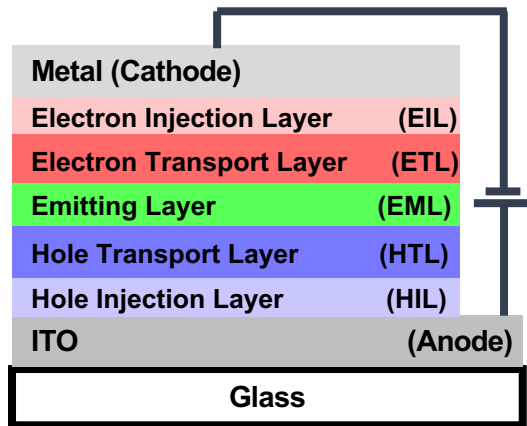 Metal (Cathode)
Electron Injection Layer (EIL)
Electron Transport Layer (ETL)
Emitting Layer (EML)
Hole Transport Layer (HTL)
Hole Injection Layer (HIL)
ITO (Anode)
Glass